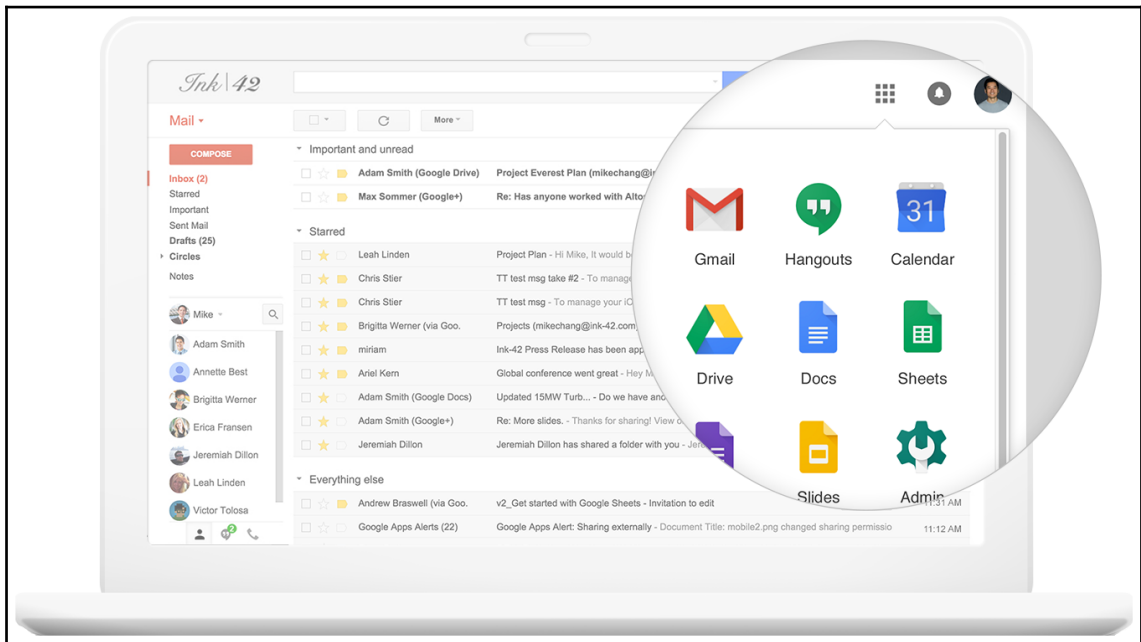 Ink | 42
Mail
More
COMPOSE
Inbox (2)
Starred
Important
Sent Mail
Drafts (25)
Circles
Notes
Mike
Adam Smith
Annette Best
Brigitta Werner
Erica Fransen
Jeremiah Dillon
Leah Linden
Victor Tolosa
2
Important and unread
Adam Smith (Google Drive) Project Everest Plan (mikechang@i
Max Sommer (Google+) Re: Has anyone worked with Alto
Starred
Leah Linden Project Plan - Hi Mike, It would b
Chris Stier TT test msg take #2 - To manage
Chris Stier TT test msg - To manage your iO
Brigitta Werner (via Goo. Projects (mikechang@ink-42.com
miriam Ink-42 Press Release has been app
Ariel Kern Global conference went great - Hey M
Adam Smith (Google Docs) Updated 15MW Turb... - Do we have and
Adam Smith (Google+) Re: More slides. - Thanks for sharing! View o
Jeremiah Dillon Jeremiah Dillon has shared a folder with you - Jer
Everything else
Andrew Braswell (via Goo. v2_Get started with Google Sheets - Invitation to edit 11:31 AM
Google Apps Alerts (22) Google Apps Alert: Sharing externally - Document Title: mobile2.png changed sharing permissio 11:12 AM
31
Gmail Hangouts Calendar
Drive Docs Sheets
Slides Admin